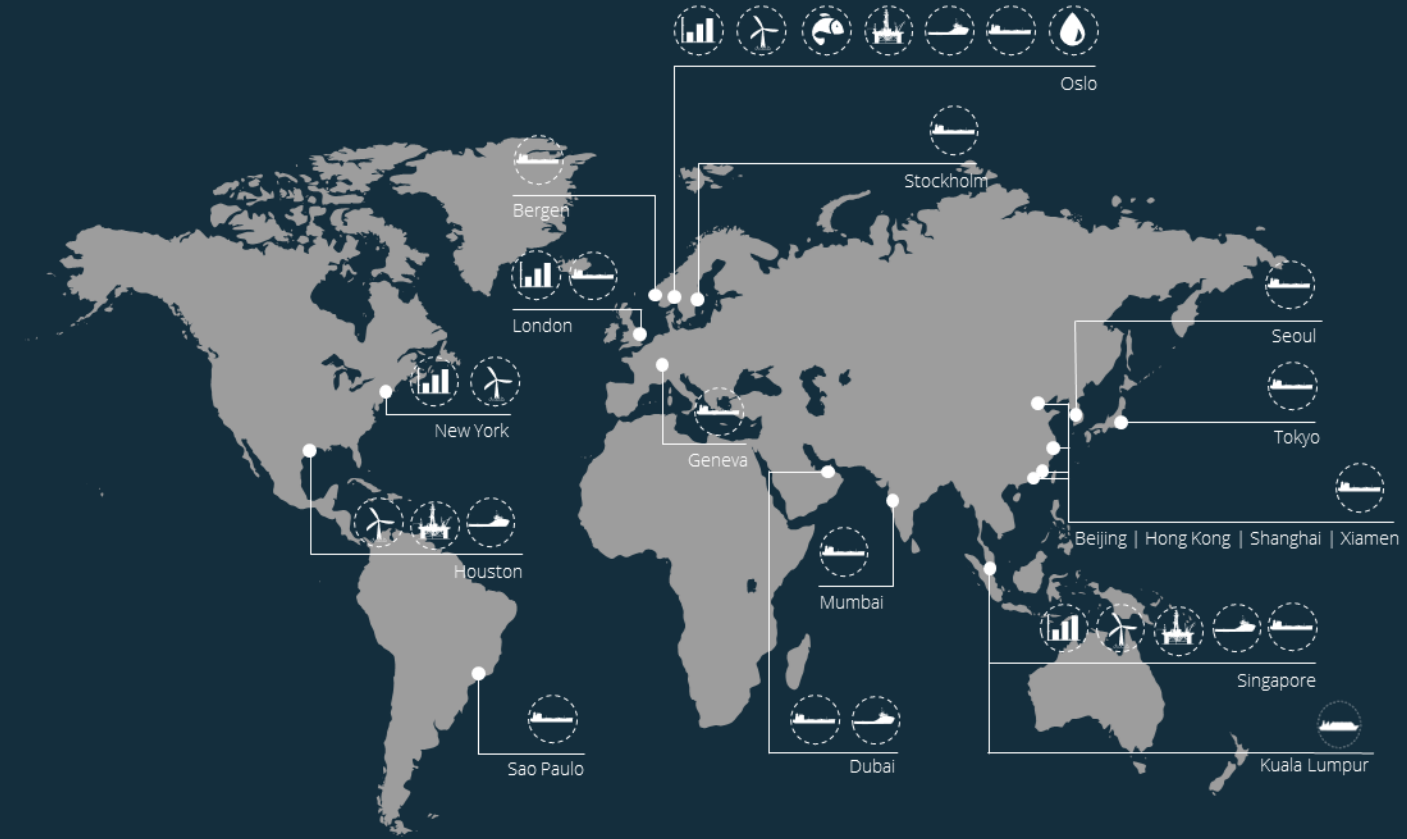 Oslo
Stockholm
Bergen
London
Seoul
New York
Tokyo
Geneva
Beijing | Hong Kong | Shanghai | Xiamen
Houston
Mumbai
Singapore
Sao Paulo
Dubai
Kuala Lumpur